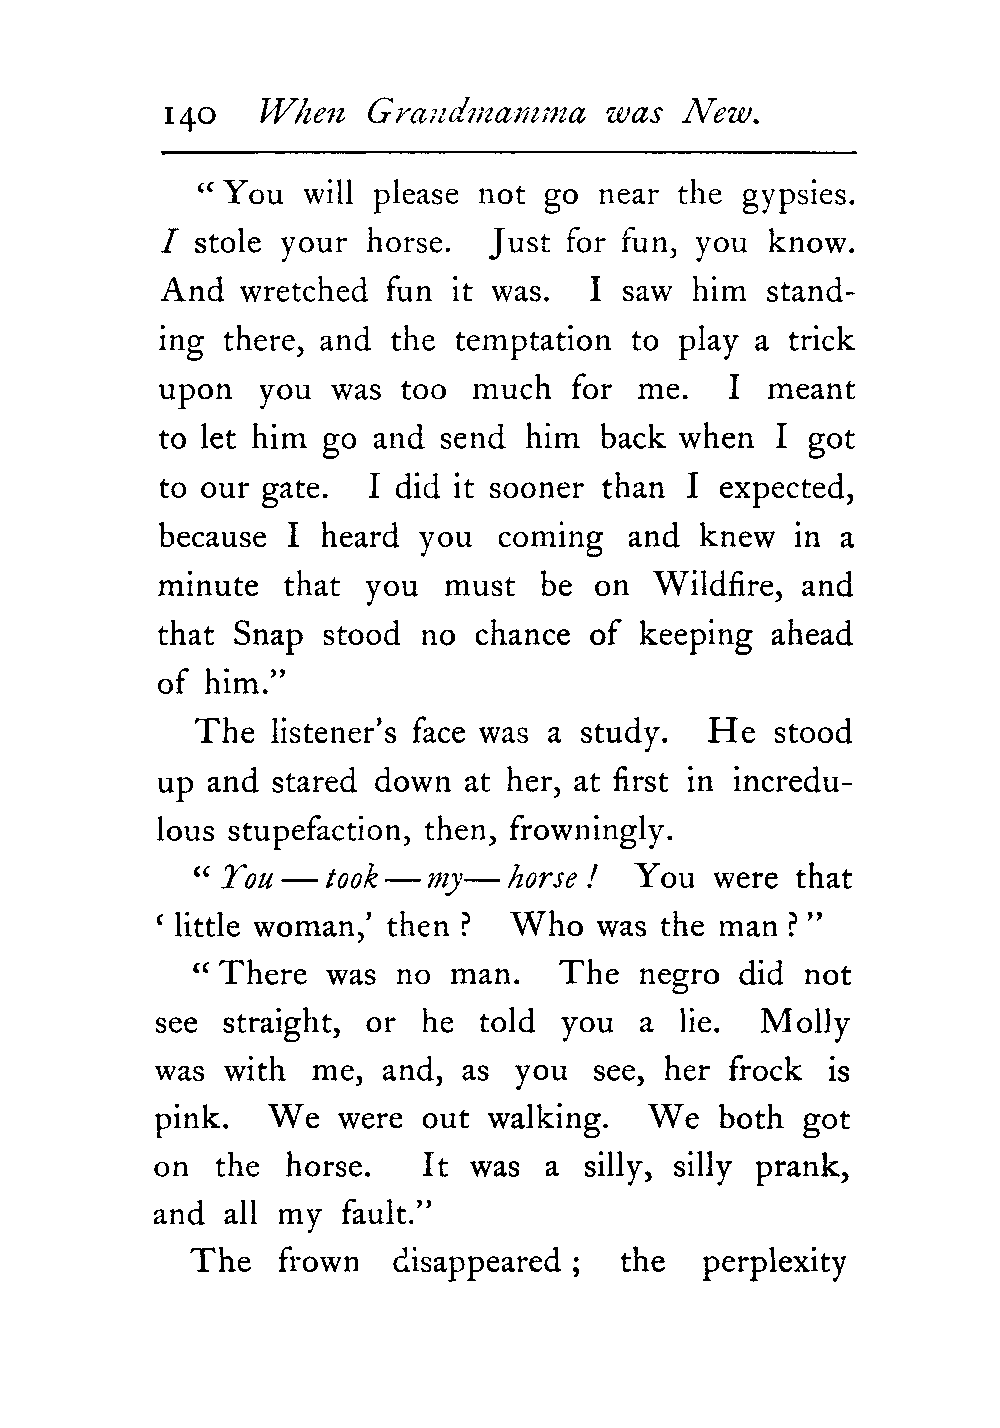 140 When Grandmamma was New.
“ You will please not go near the gypsies.
I stole your horse. Just for fun, you know.
And wretched fun it was. I saw him stand-
ing there, and the temptation to play a trick
upon you was too much for me. I meant
to let him go and send him back when I got
to our gate. I did it sooner than I expected,
because I heard you coming and knew in a
minute that you must be on Wildfire, and
that Snap stood no chance of keeping ahead
of him.”
The listener’s face was a study. He stood
up and stared down at her, at first in incredu-
lous stupefaction, then, frowningly.
“ You — took — my — horse ! You were that
‘ little woman,’ then ? Who was the man ? ”
“ There was no man. The negro did not
see straight, or he told you a lie. Molly
was with me, and, as you see, her frock is
pink. We were out walking. We both got
on the horse. It was a silly, silly prank,
and all my fault.”
The frown disappeared ; the perplexity